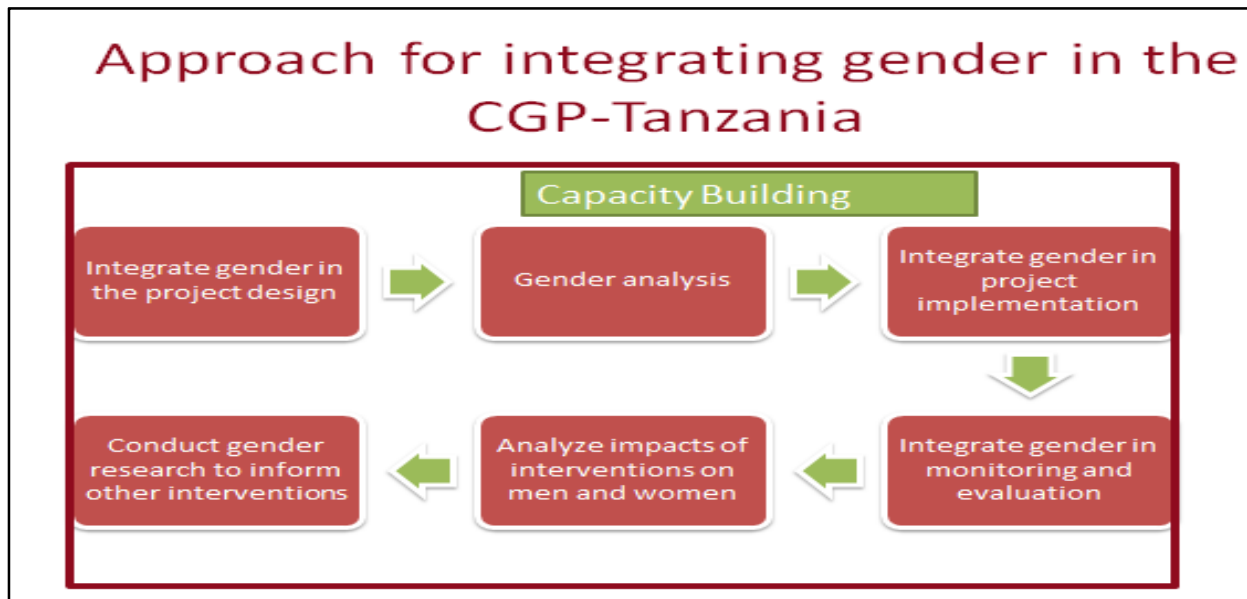 Approach for integrating gender in the
CGP-Tanzania
Capacity Building
Integrate gender in
the project design
Gender analysis
Integrate gender in
project
implementation
Integrate gender in
monitoring and
evaluation
Analyze impacts of
interventions on
men and women
Conduct gender
research to inform
other interventions